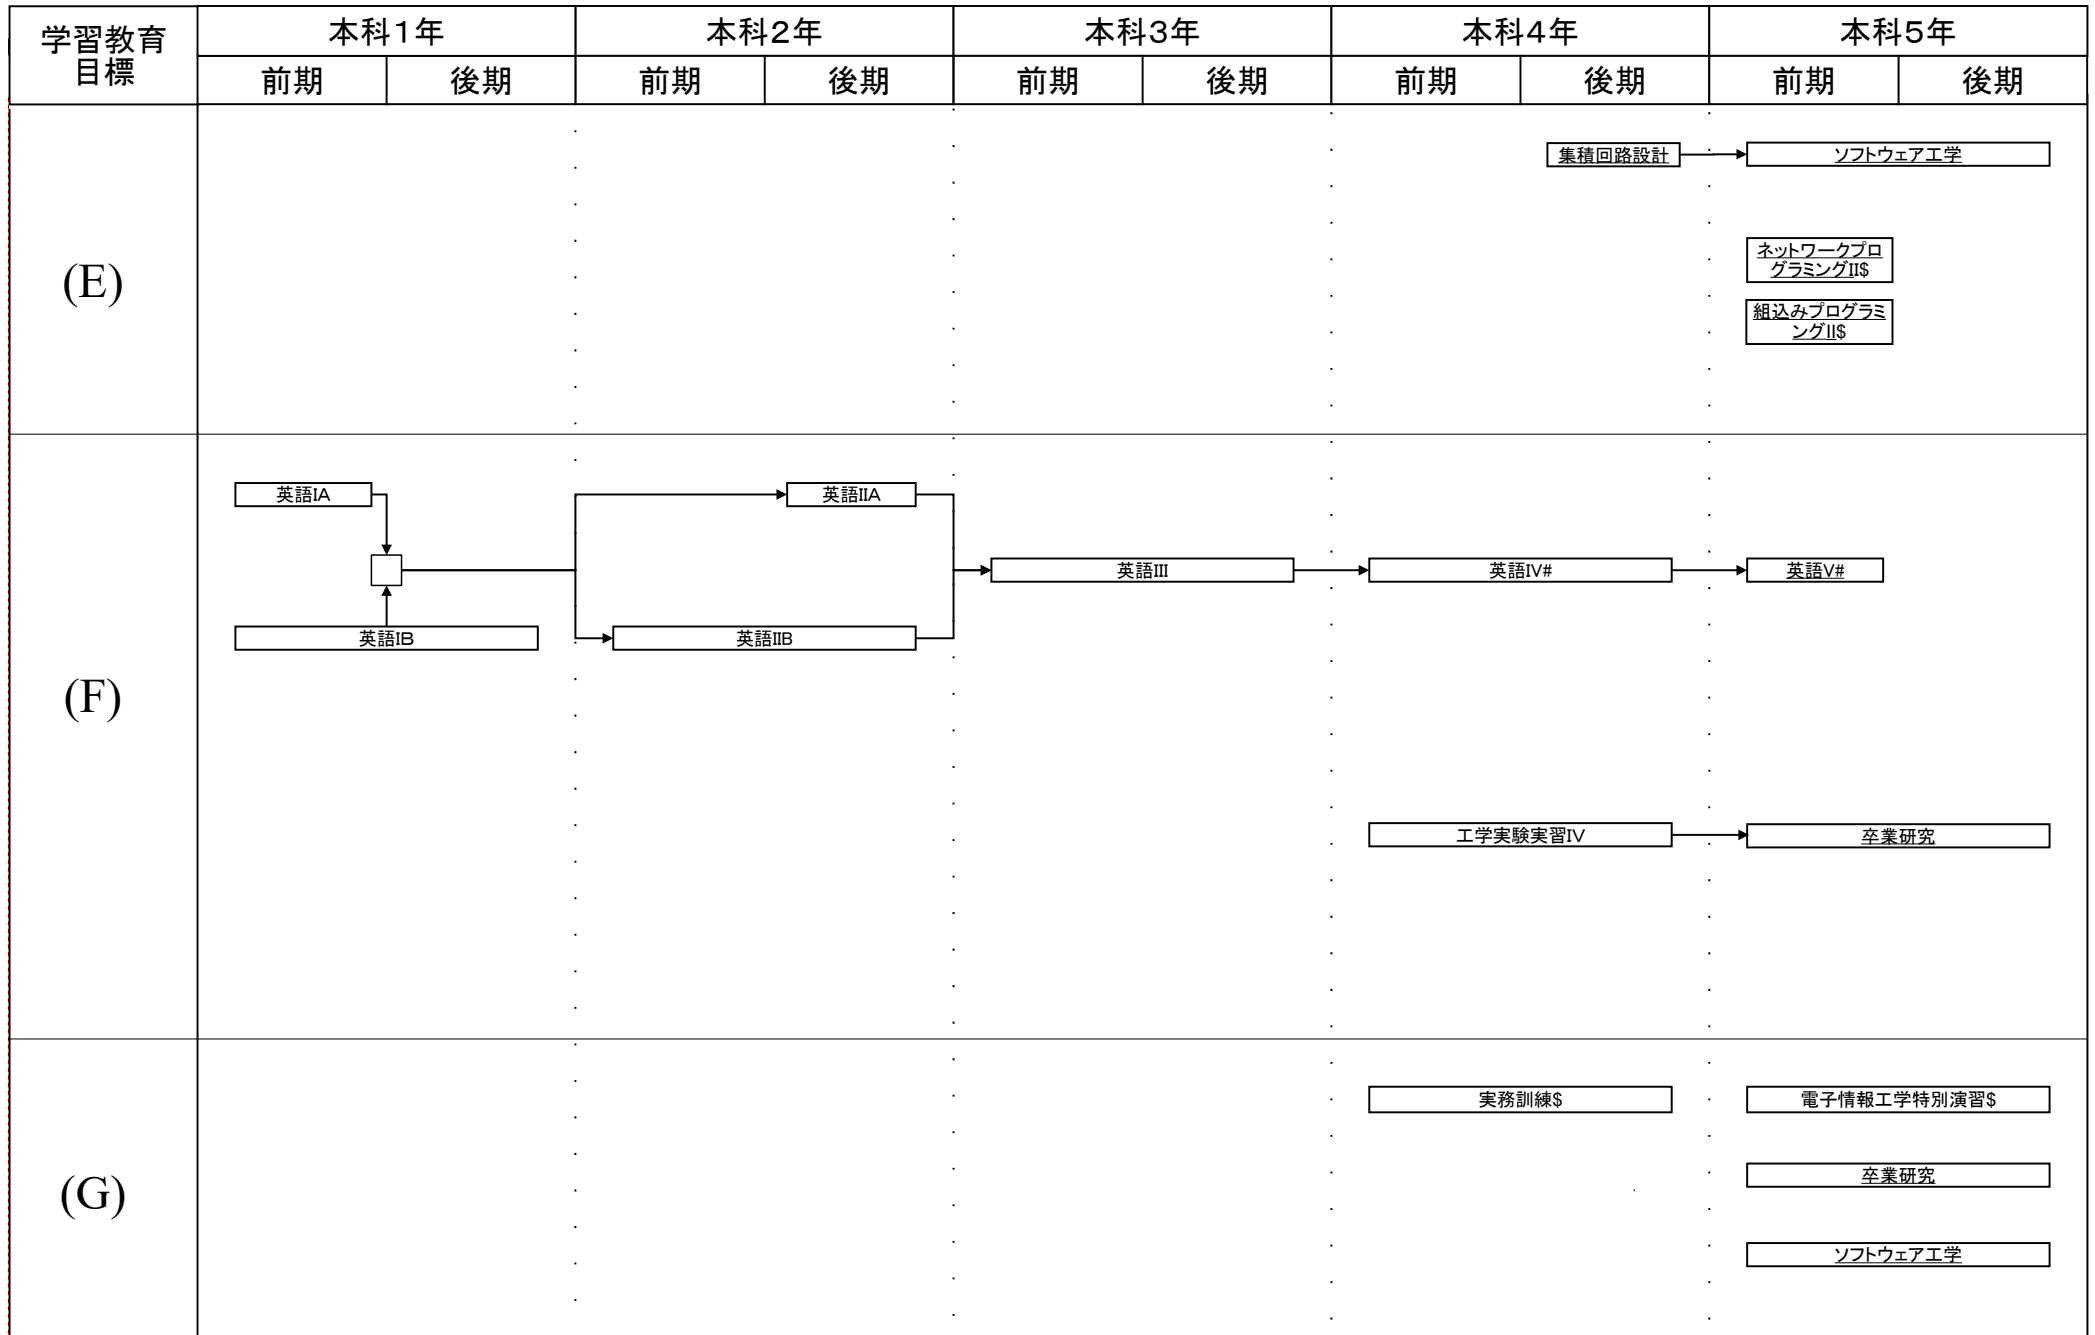 学習教育
目標
本科1年
本科2年
本科3年
本科4年
本科5年
前期
後期
前期
後期
前期
後期
前期
後期
前期
後期
(E)
集積回路設計
ソフトウェア工学
ネットワークプロ
グラミングII$
組込みプログラミ
ングII$
(F)
英語IA
英語IIA
英語III
英語IV#
英語V#
英語IB
英語IIB
工学実験実習IV
卒業研究
(G)
実務訓練$
電子情報工学特別演習$
卒業研究
ソフトウェア工学